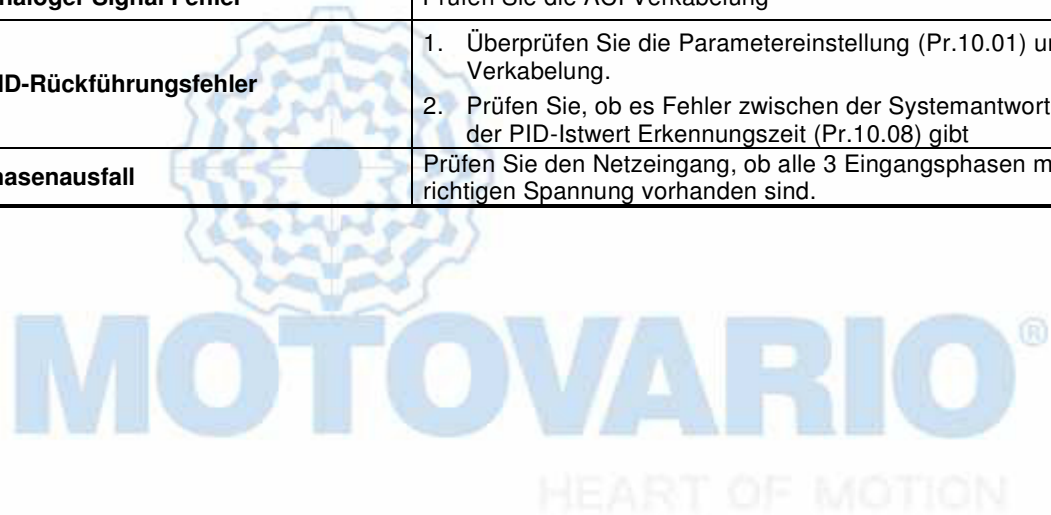 Signal Fehler
Prüfen Sie die ACI Verkabelung
1. Überprüfen Sie die Parametereinstellung (Pr.10.01)
Verkabelung.
ID-Rückführungsfehler
2. Prüfen Sie, ob es Fehler zwischen der Systemantwort
der PID-Istwert Erkennungszeit (Pr.10.08) gibt
hasenausfall
Prüfen Sie den Netzeingang, ob alle 3 Eingangsphasen
richtigen Spannung vorhanden sind.
MOTOVARIO®
HEART OF MOTION